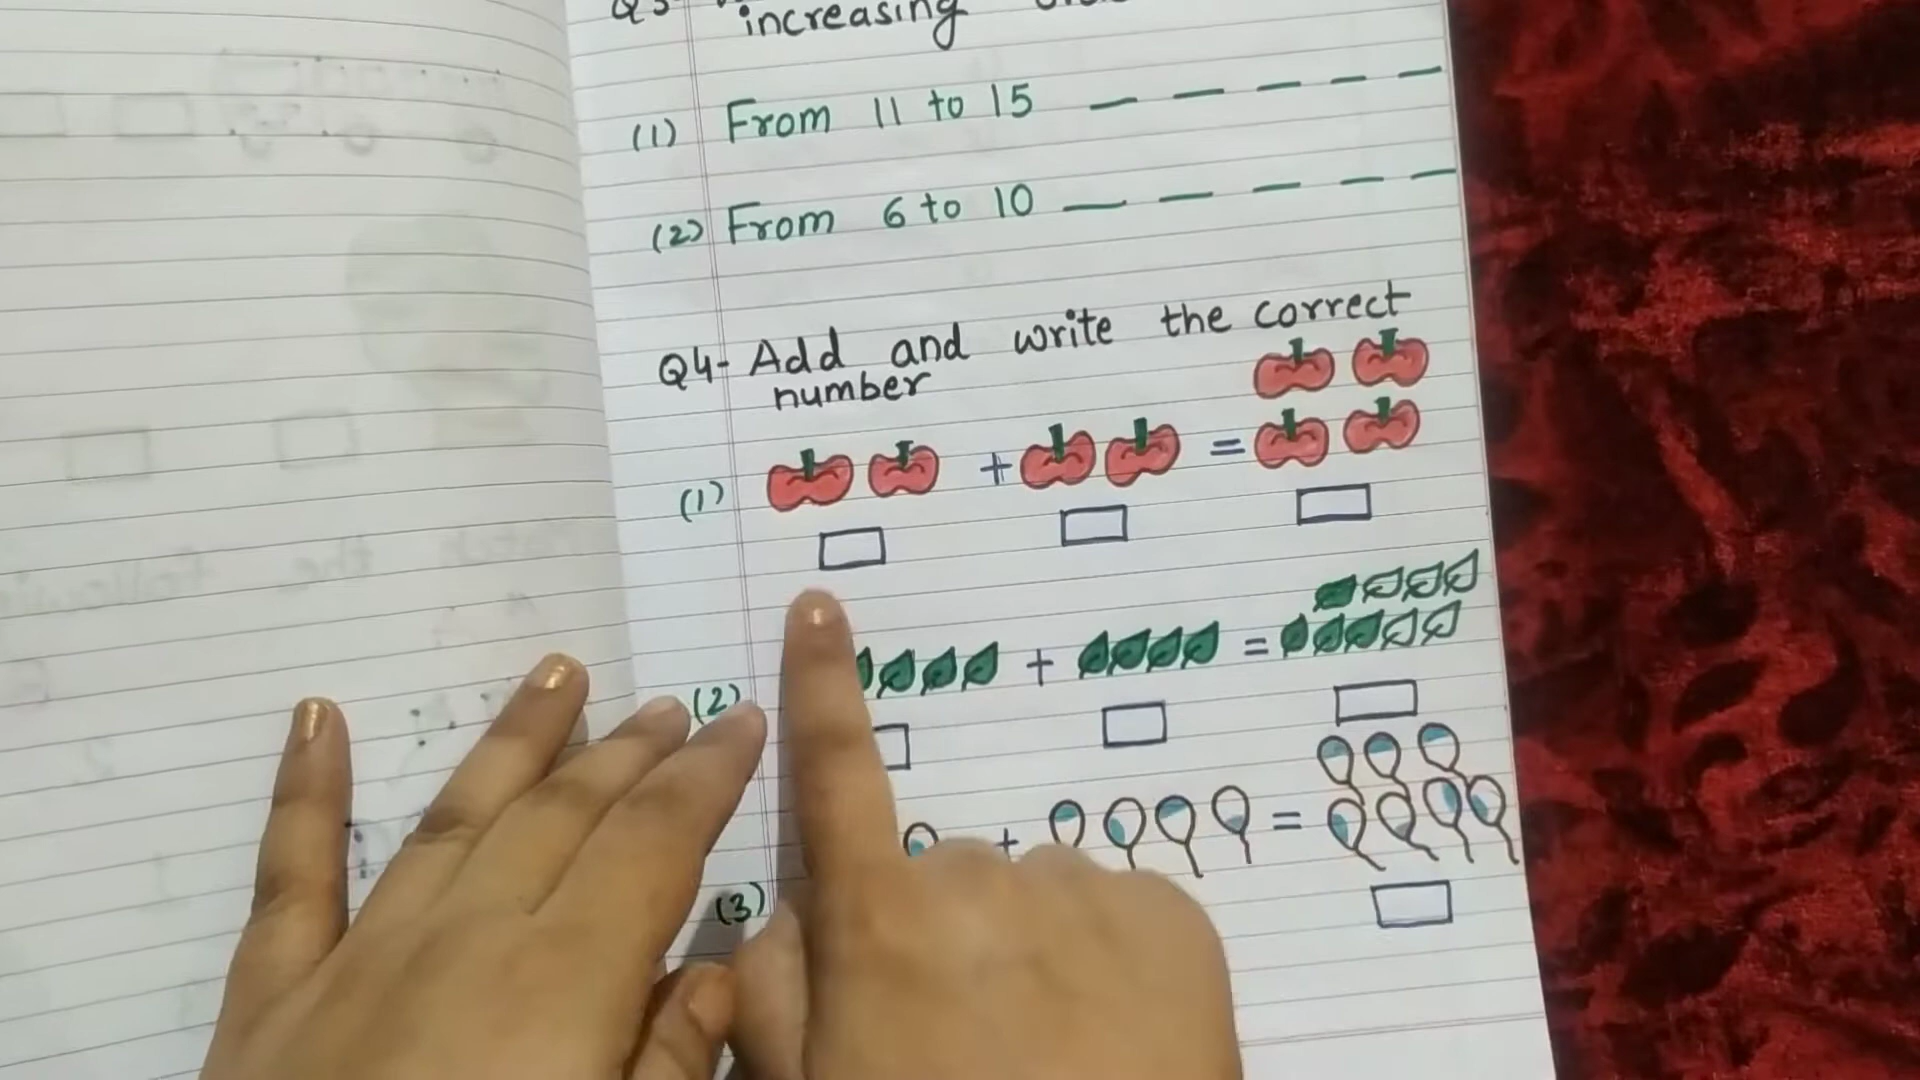 Q3
increasing
(1) From 11 to 15 — — — — —
(2) From 6 to 10 — — — — —
Q4- Add and write the correct
number
(1) + =
(2) + =
(3) + =